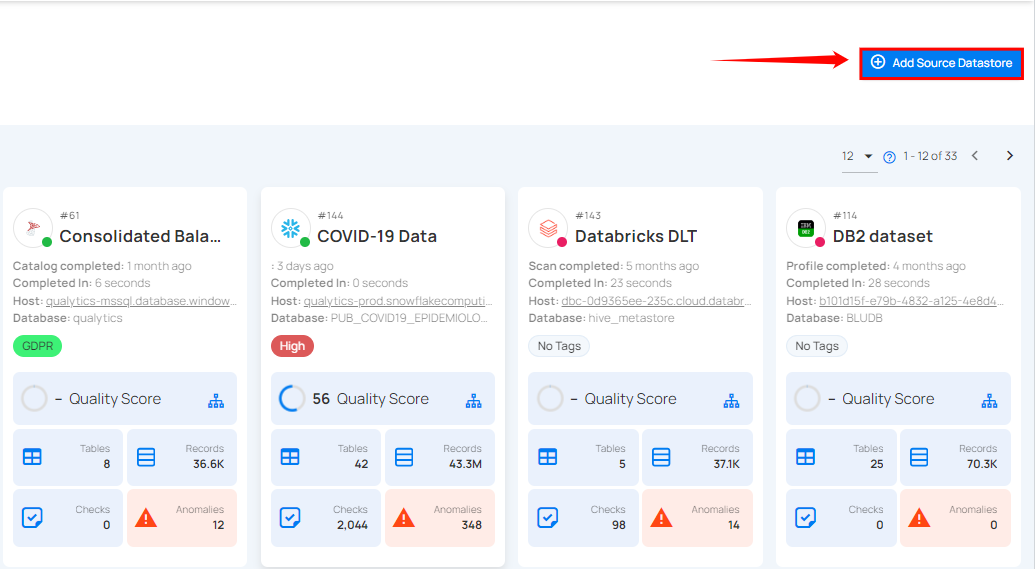 Add Source Datastore
12
1 - 12 of 33
#61
Consolidated Bala...
Catalog completed: 1 month ago
Completed In: 6 seconds
Host: qualytics-mssql.database.window...
Database: qualytics
GDPR
– Quality Score
Tables
8
Records
36.6K
Checks
0
Anomalies
12
#144
COVID-19 Data
: 3 days ago
Completed In: 0 seconds
Host: qualytics-prod.snowflakecomputi...
Database: PUB_COVID19_EPIDEMIOLO...
High
56 Quality Score
Tables
42
Records
43.3M
Checks
2,044
Anomalies
348
#143
Databricks DLT
Scan completed: 5 months ago
Completed In: 23 seconds
Host: dbc-0d9365ee-235c.cloud.databr...
Database: hive_metastore
No Tags
– Quality Score
Tables
5
Records
37.1K
Checks
98
Anomalies
14
#114
IBM
DB2
DB2 dataset
Profile completed: 4 months ago
Completed In: 28 seconds
Host: b101d15f-e79b-4832-a125-4e8d4...
Database: BLUDB
No Tags
– Quality Score
Tables
25
Records
70.3K
Checks
0
Anomalies
0